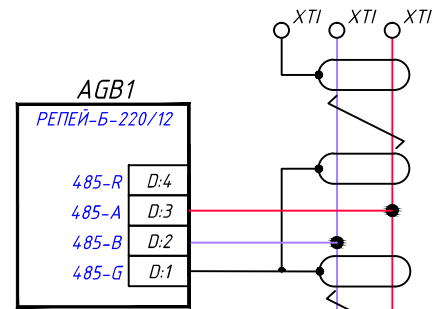 XTI XTI XTI
AGB1
РЕПЕЙ-Б-220/12
485-R D:4
485-A D:3
485-B D:2
485-G D:1